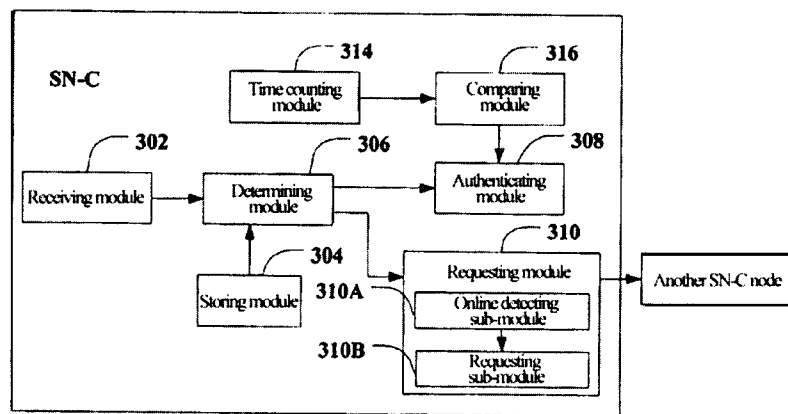 SN-C
314
Time counting
module
316
Comparing
module
302
Receiving module
306
Determining
module
308
Authenticating
module
304
Storing module
310
Requesting module
310A
Online detecting
sub-module
310B
Requesting
sub-module
Another SN-C node